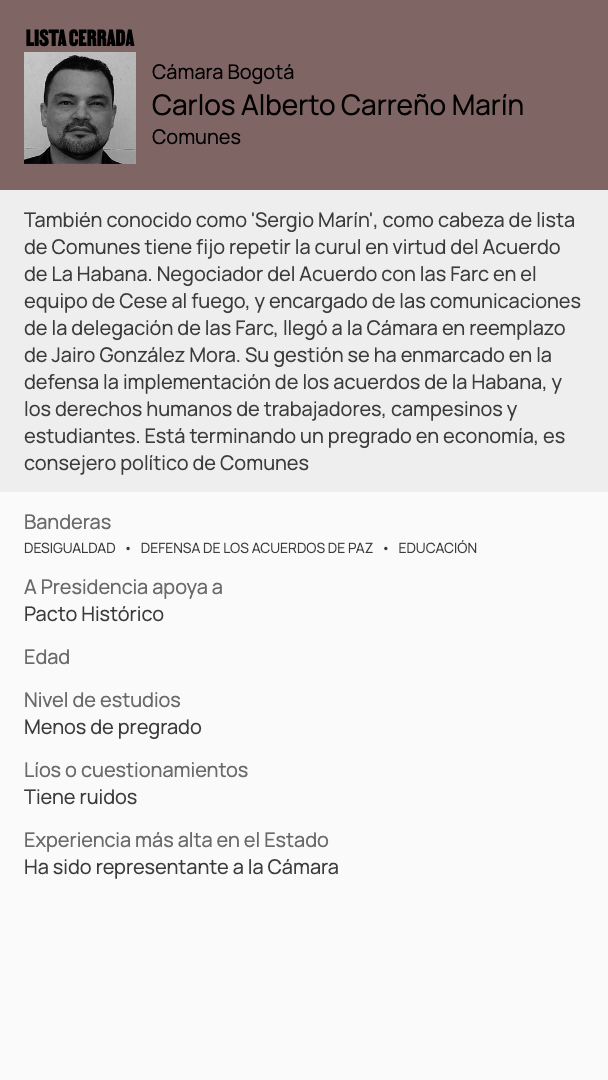 LISTA CERRADA
Cámara Bogotá
Carlos Alberto Carreño Marín
Comunes
También conocido como 'Sergio Marín', como cabeza de lista
de Comunes tiene fijo repetir la curul en virtud del Acuerdo
de La Habana. Negociador del Acuerdo con las Farc en el
equipo de Cese al fuego, y encargado de las comunicaciones
de la delegación de las Farc, llegó a la Cámara en reemplazo
de Jairo González Mora. Su gestión se ha enmarcado en la
defensa la implementación de los acuerdos de la Habana, y
los derechos humanos de trabajadores, campesinos y
estudiantes. Está terminando un pregrado en economía, es
consejero político de Comunes
Banderas
DESIGUALDAD • DEFENSA DE LOS ACUERDOS DE PAZ • EDUCACIÓN
A Presidencia apoya a
Pacto Histórico
Edad
Nivel de estudios
Menos de pregrado
Líos o cuestionamientos
Tiene ruidos
Experiencia más alta en el Estado
Ha sido representante a la Cámara